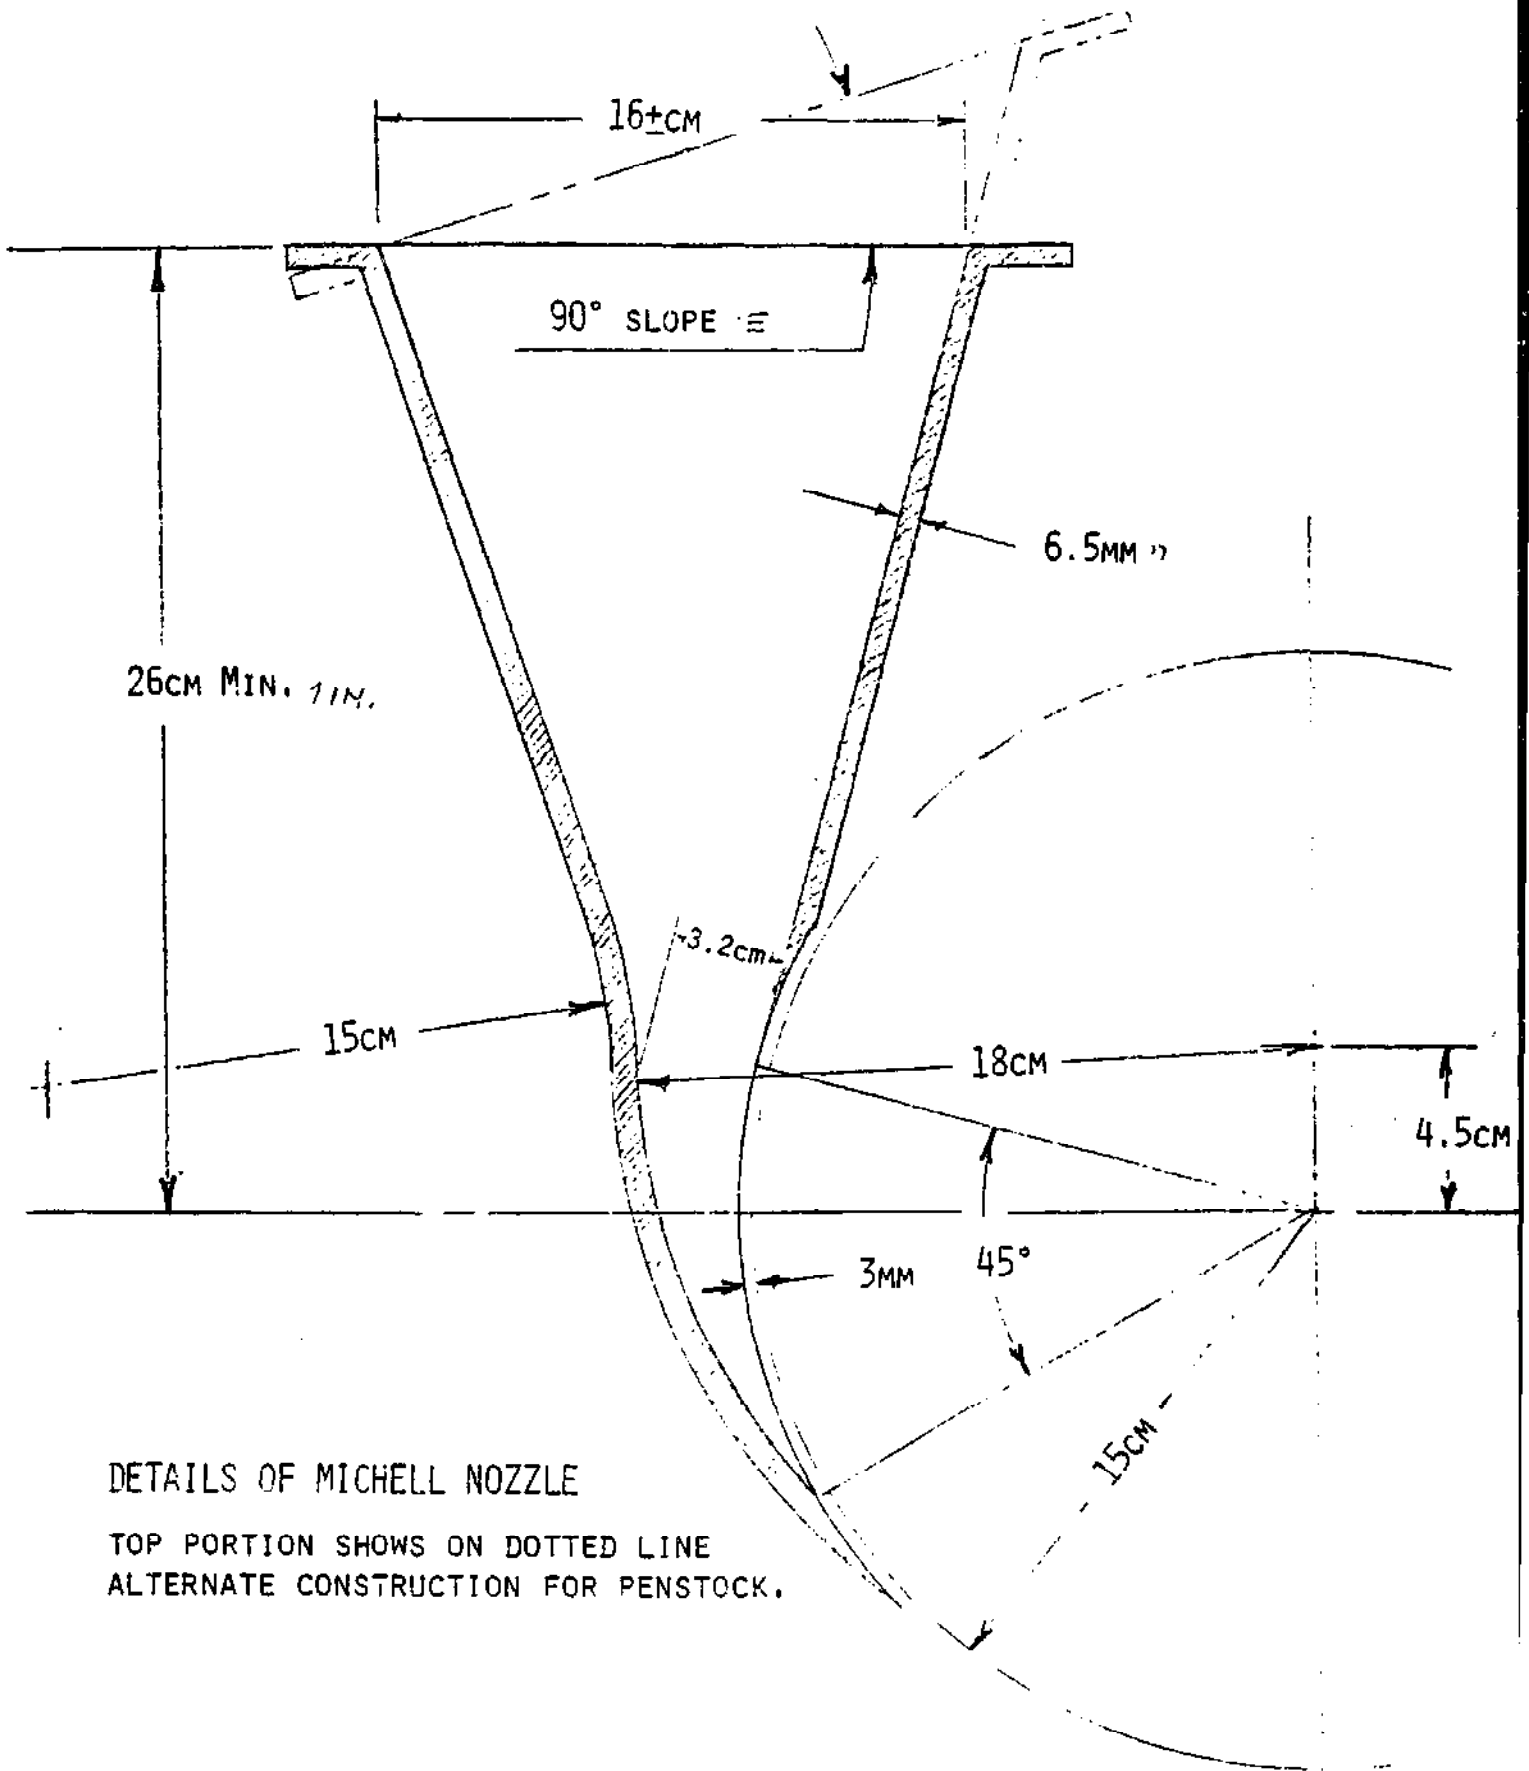 16±CM
90° SLOPE
6.5MM
26CM MIN.
3.2cm
15CM
18CM
4.5CM
3MM
45°
15CM
DETAILS OF MICHELL NOZZLE
TOP PORTION SHOWS ON DOTTED LINE
ALTERNATE CONSTRUCTION FOR PENSTOCK.